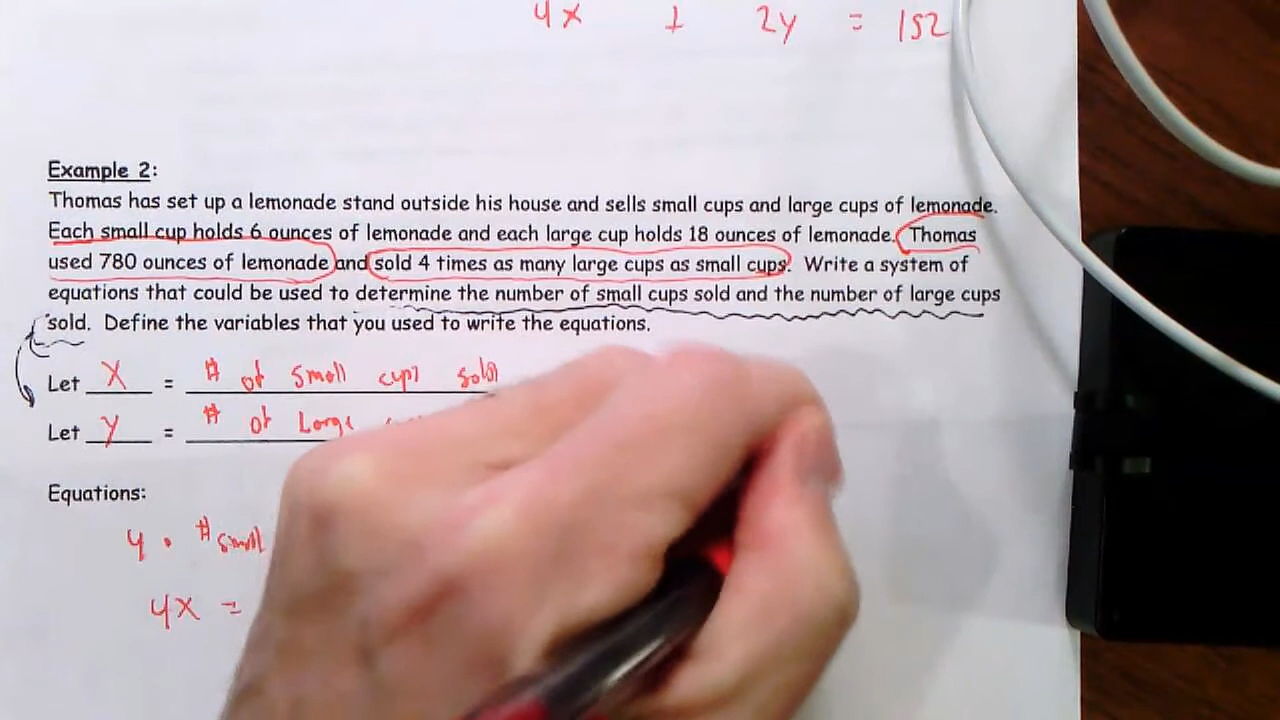 4x + 2y = 152
Example 2:
Thomas has set up a lemonade stand outside his house and sells small cups and large cups of lemonade.
Each small cup holds 6 ounces of lemonade and each large cup holds 18 ounces of lemonade. Thomas
used 780 ounces of lemonade and sold 4 times as many large cups as small cups. Write a system of
equations that could be used to determine the number of small cups sold and the number of large cups
sold. Define the variables that you used to write the equations.
Let x = # of small cups sold
Let y = # of Large
Equations:
4 · # small
4x =